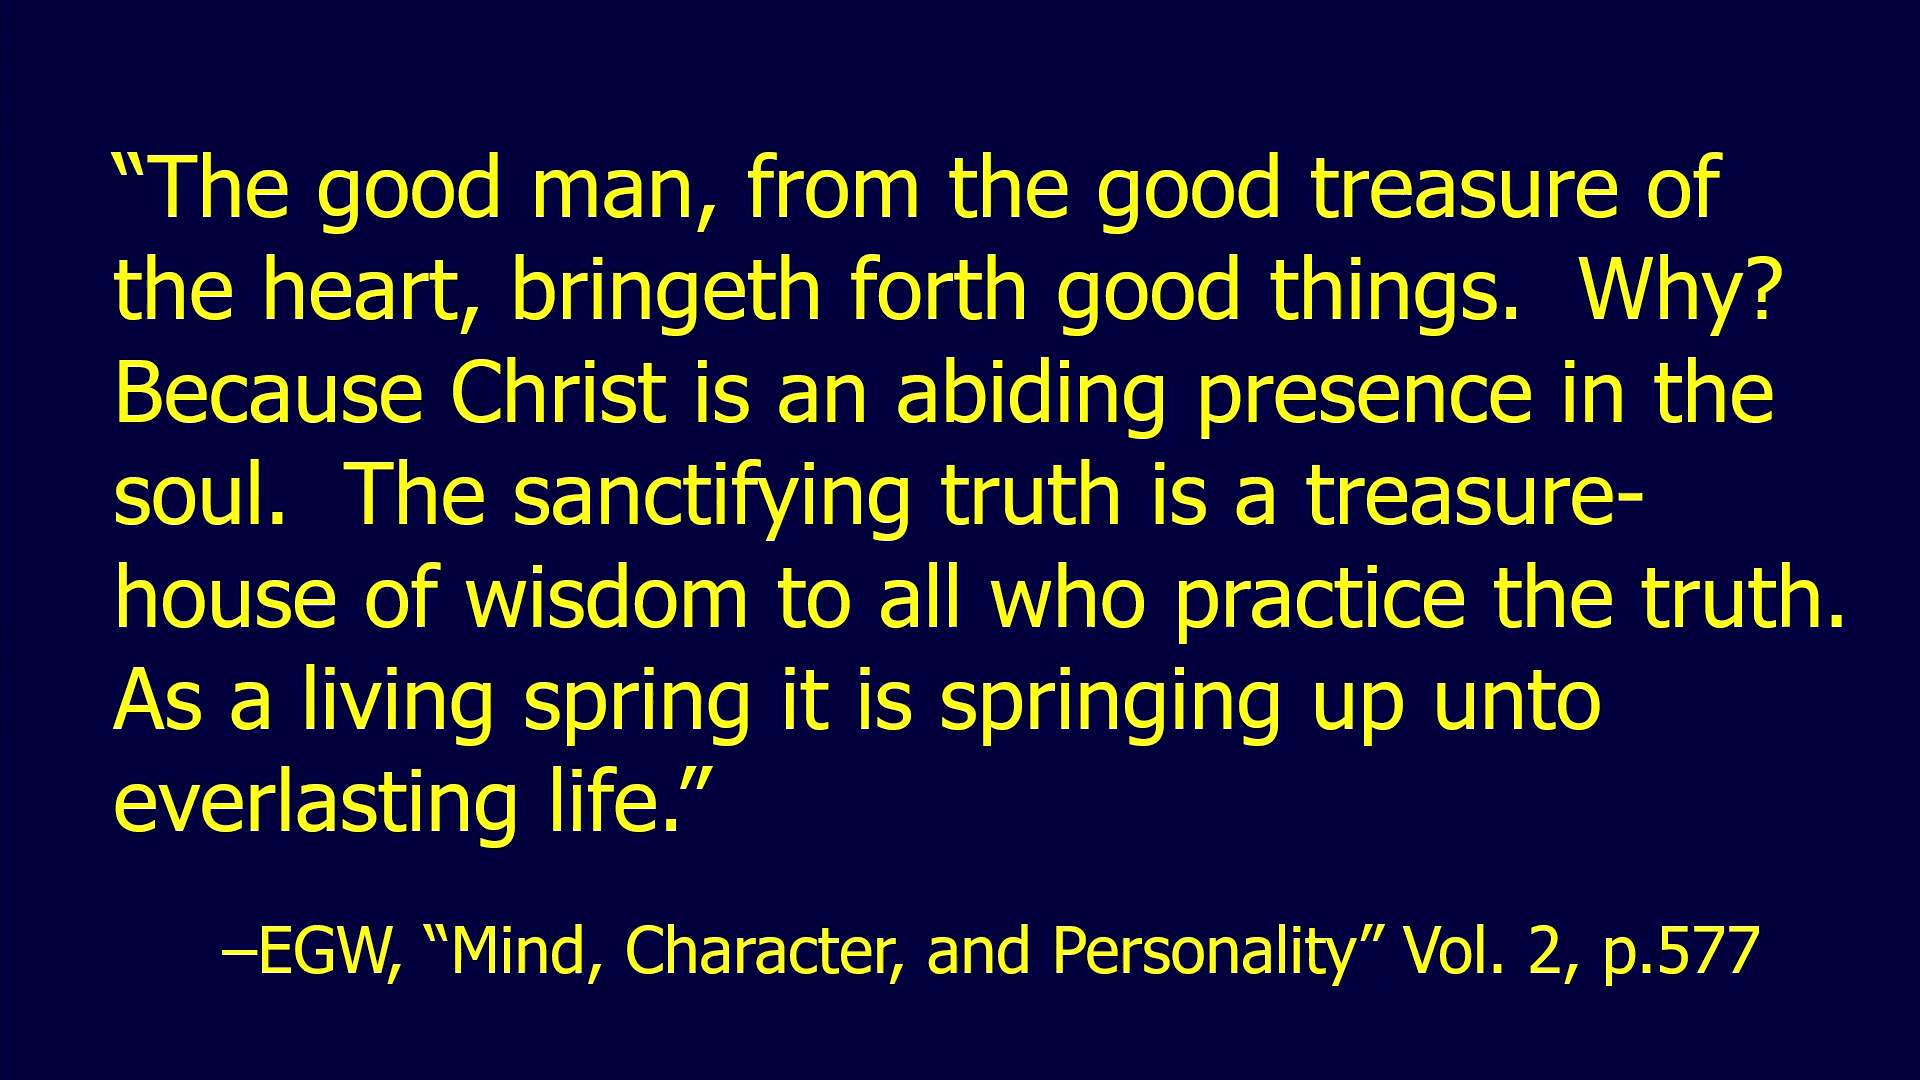 “The good man, from the good treasure of
the heart, bringeth forth good things.  Why?
Because Christ is an abiding presence in the
soul.  The sanctifying truth is a treasure-
house of wisdom to all who practice the truth.
As a living spring it is springing up unto
everlasting life.”
–EGW, “Mind, Character, and Personality” Vol. 2, p.577